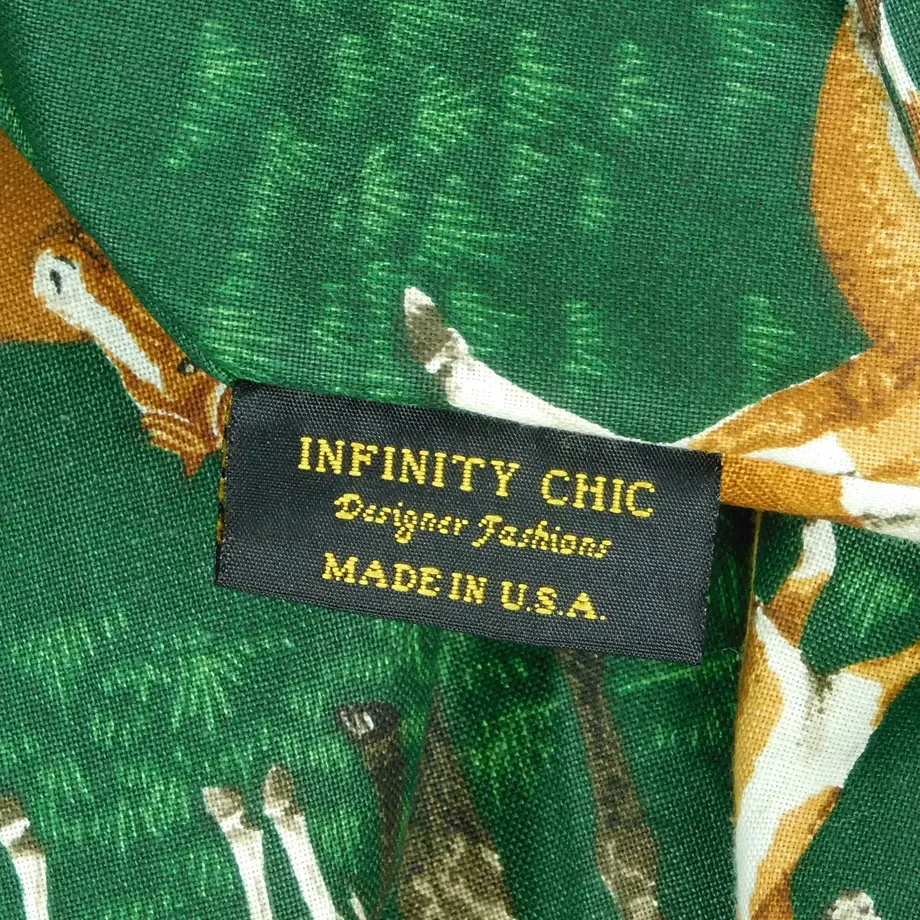 INFINITY CHIC
Designer Fashions
MADE IN U.S.A.